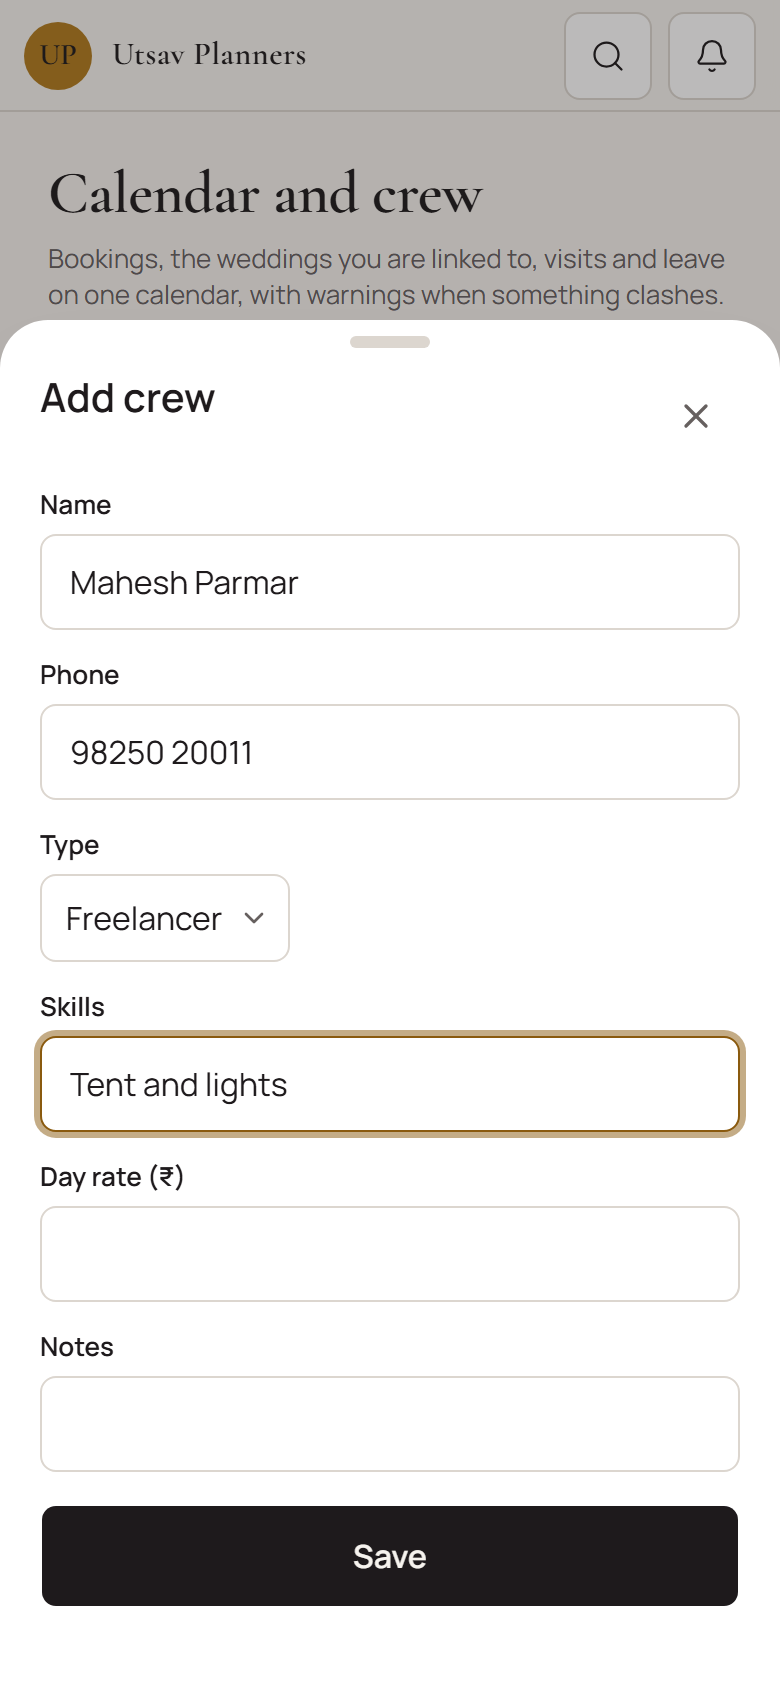 UP Utsav Planners
Calendar and crew
Bookings, the weddings you are linked to, visits and leave
on one calendar, with warnings when something clashes.
Add crew
Name
Mahesh Parmar
Phone
98250 20011
Type
Freelancer
Skills
Tent and lights
Day rate (₹)
Notes
Save